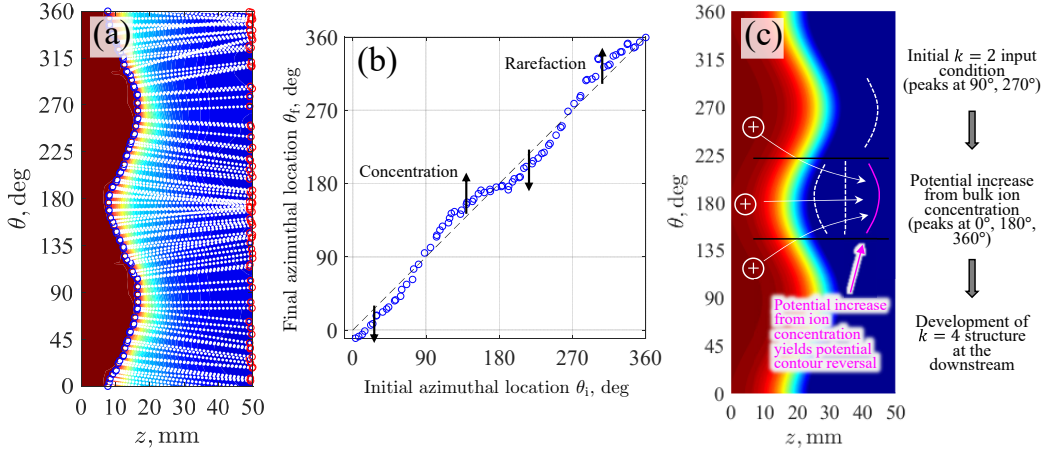 (a)
360
315
270
225
180
135
90
45
0
θ, deg
0 10 20 30 40 50
z, mm
(b)
360
270
180
90
0
Final azimuthal location θf, deg
Rarefaction
Concentration
0 90 180 270 360
Initial azimuthal location θi, deg
(c)
360
315
270
225
180
135
90
45
0
θ, deg
+
+
+
Potential increase
from ion
concentration
yields potential
contour reversal
0 10 20 30 40 50
z, mm
Initial k = 2 input
condition
(peaks at 90°, 270°)
Potential increase
from bulk ion
concentration
(peaks at 0°, 180°,
360°)
Development of
k = 4 structure
at the
downstream